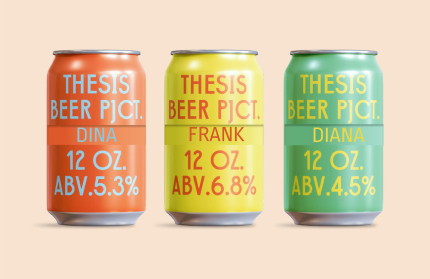 THESIS
BEER PJCT.
DINA
12 OZ.
ABV.5.3%
THESIS
BEER PJCT.
FRANK
12 OZ.
ABV.6.8%
THESIS
BEER PJCT.
DIANA
12 OZ.
ABV.4.5%